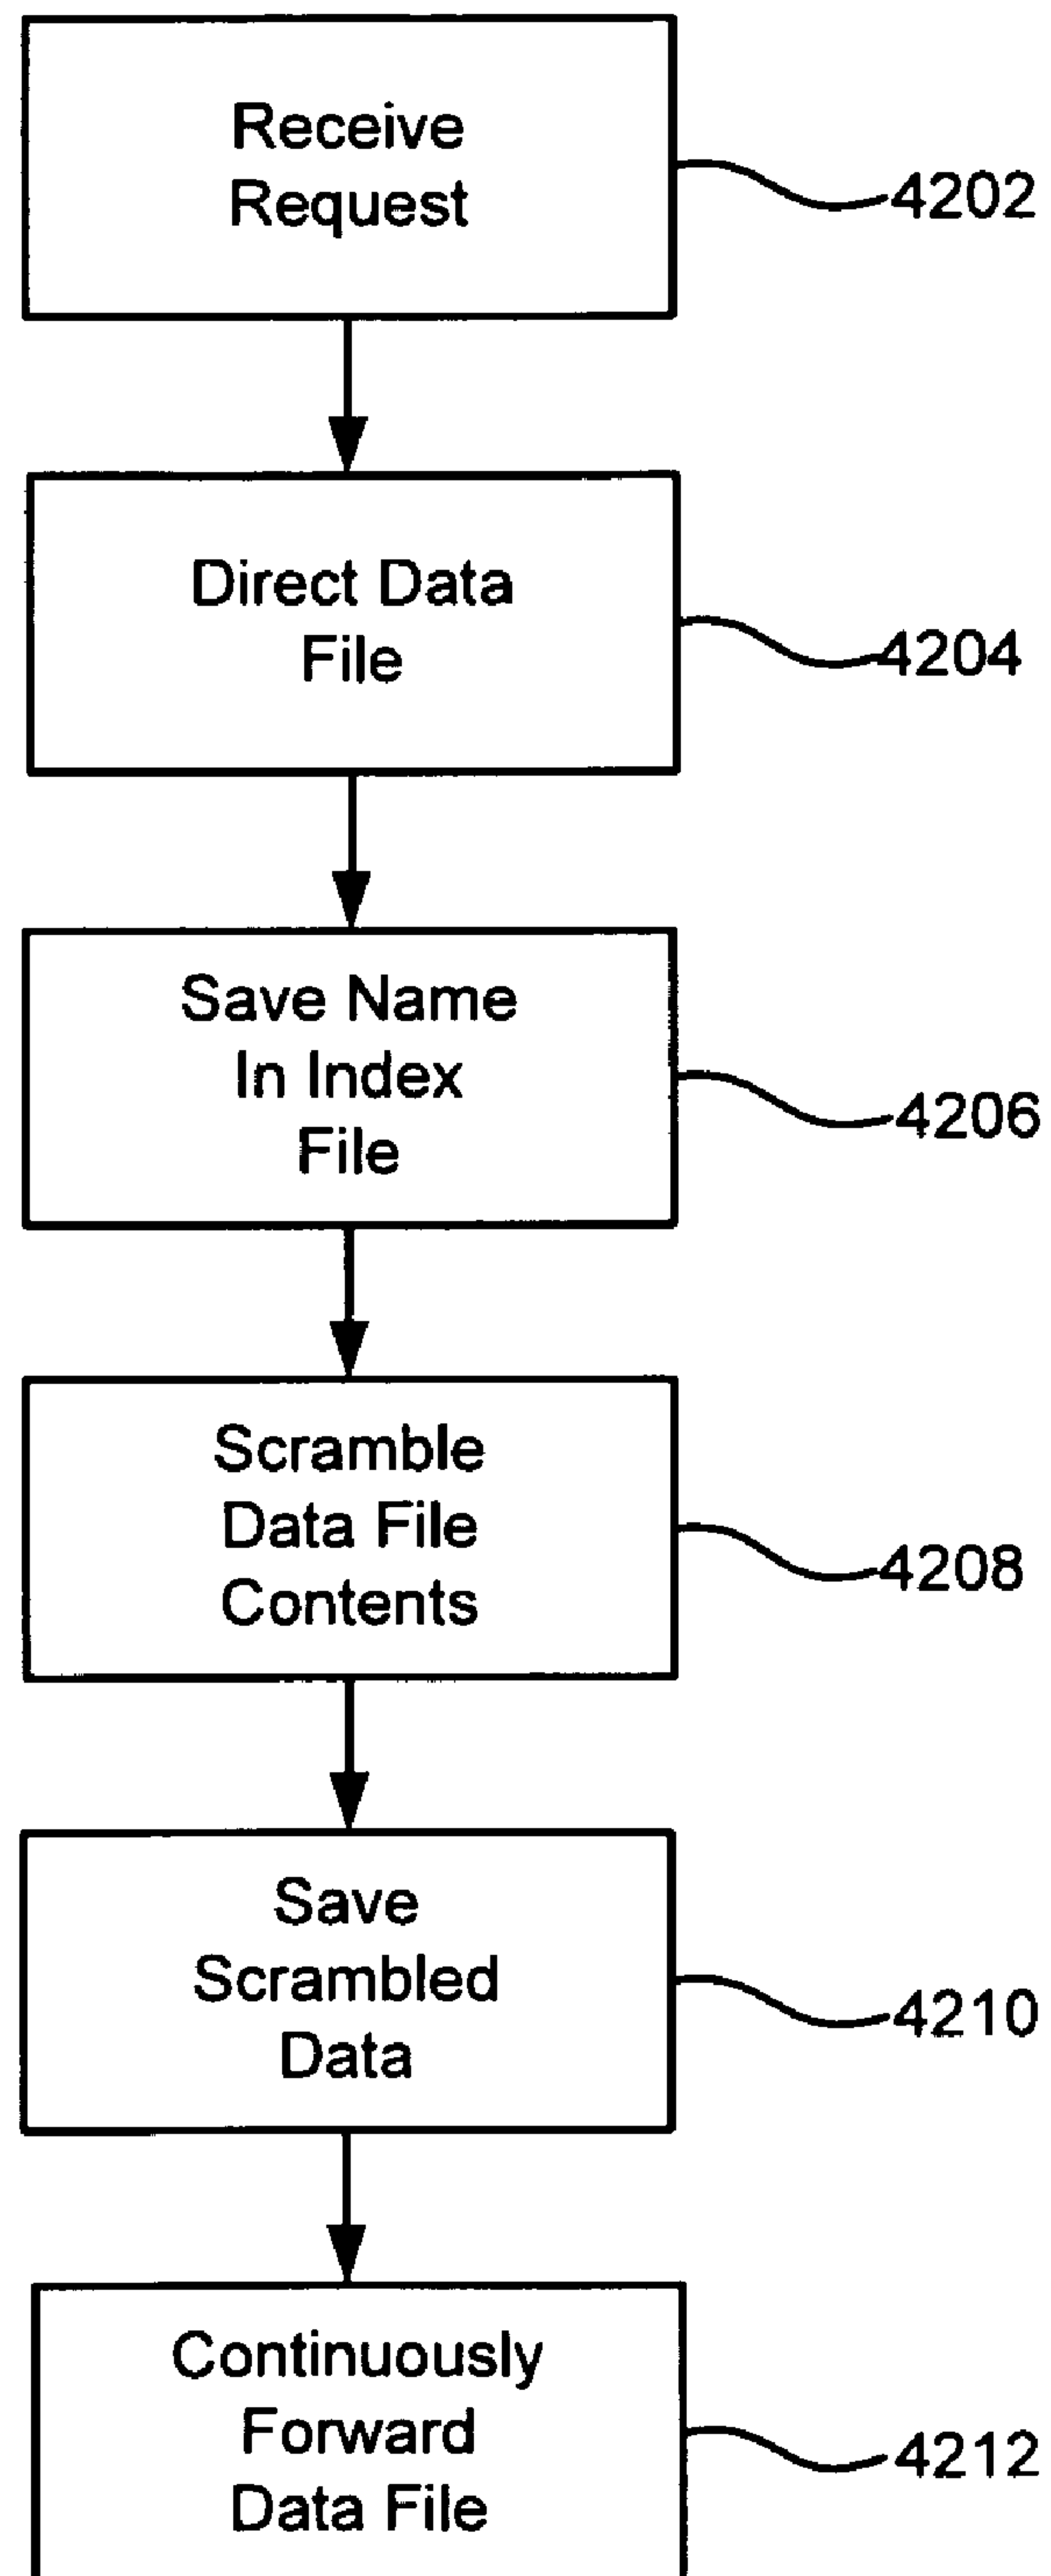 Receive
Request
4202
Direct Data
File
4204
Save Name
In Index
File
4206
Scramble
Data File
Contents
4208
Save
Scrambled
Data
4210
Continuously
Forward
Data File
4212